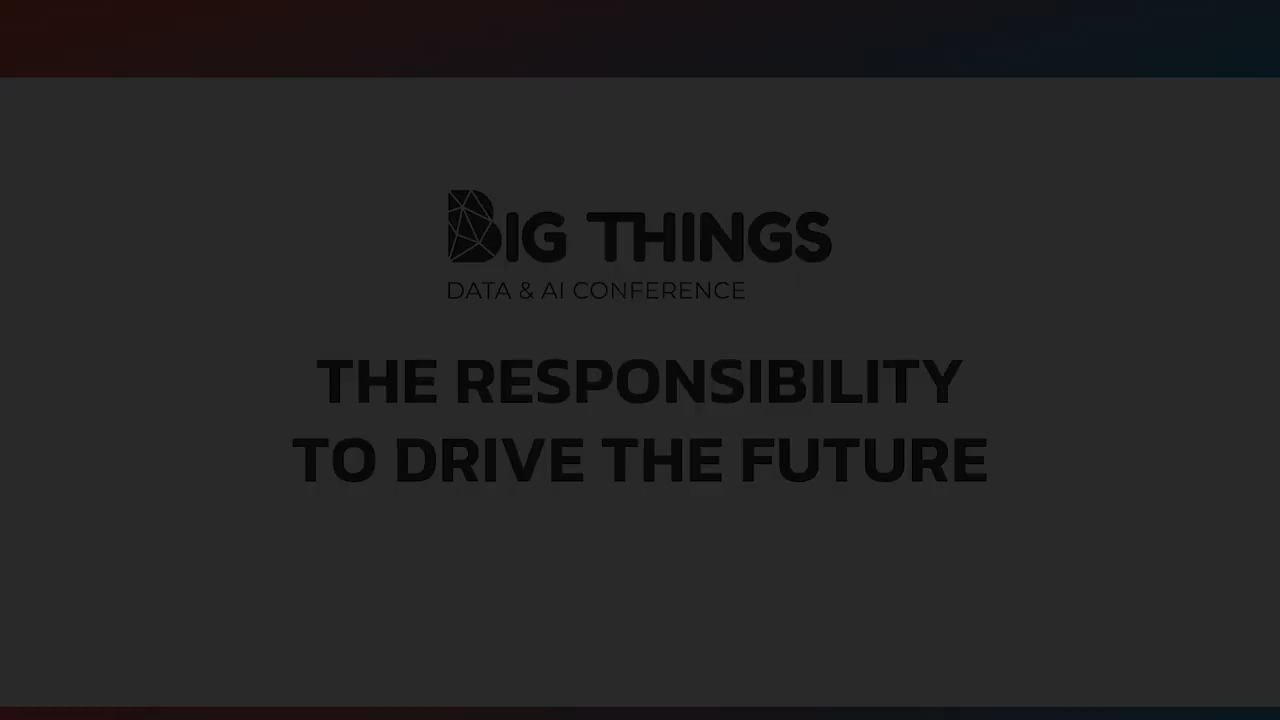 BIG THINGS
DATA & AI CONFERENCE
THE RESPONSIBILITY
TO DRIVE THE FUTURE